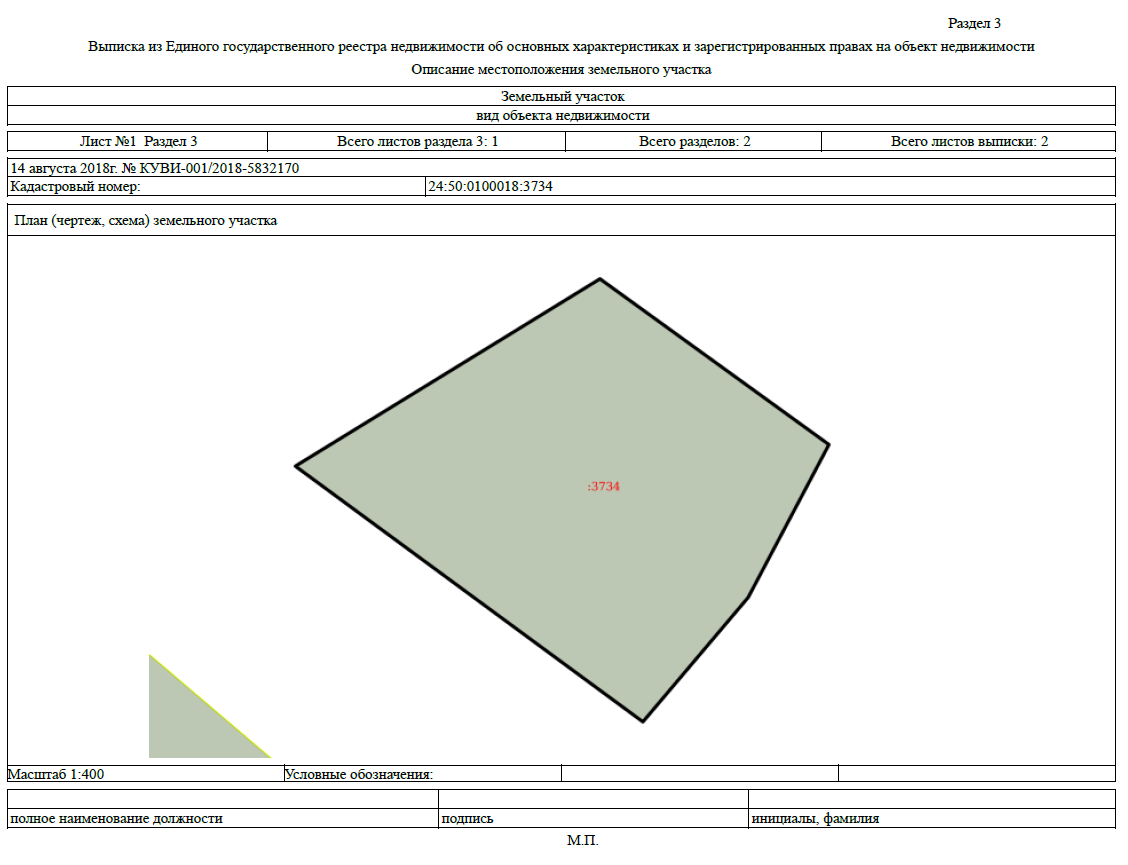 Раздел 3
Выписка из Единого государственного реестра недвижимости об основных характеристиках и зарегистрированных правах на объект недвижимости
Описание местоположения земельного участка
Земельный участок
вид объекта недвижимости
Лист №1 Раздел 3 Всего листов раздела 3: 1 Всего разделов: 2 Всего листов выписки: 2
14 августа 2018г. № КУВИ-001/2018-5832170
Кадастровый номер: 24:50:0100018:3734
План (чертеж, схема) земельного участка
:3734
Масштаб 1:400 Условные обозначения:
полное наименование должности подпись инициалы, фамилия
М.П.